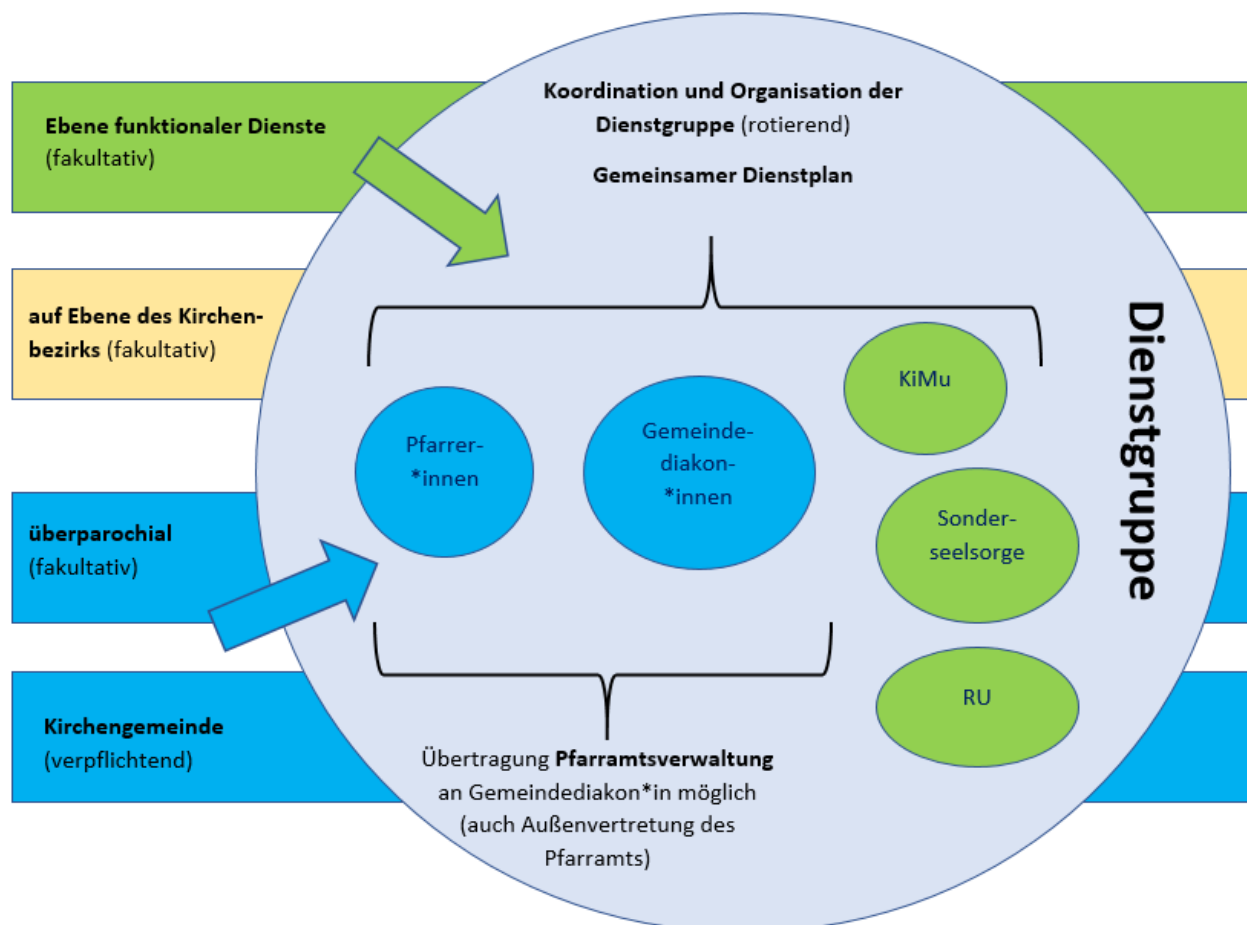 Koordination und Organisation der
Dienstgruppe (rotierend)
Gemeinsamer Dienstplan
Ebene funktionaler Dienste
(fakultativ)
auf Ebene des Kirchen-
bezirks (fakultativ)
überparochial
(fakultativ)
Kirchengemeinde
(verpflichtend)
Pfarrer-
*innen
Gemeinde-
diakon-
*innen
KiMu
Sonder-
seelsorge
RU
Dienstgruppe
Übertragung Pfarramtsverwaltung
an Gemeindediakon*in möglich
(auch Außenvertretung des
Pfarramts)